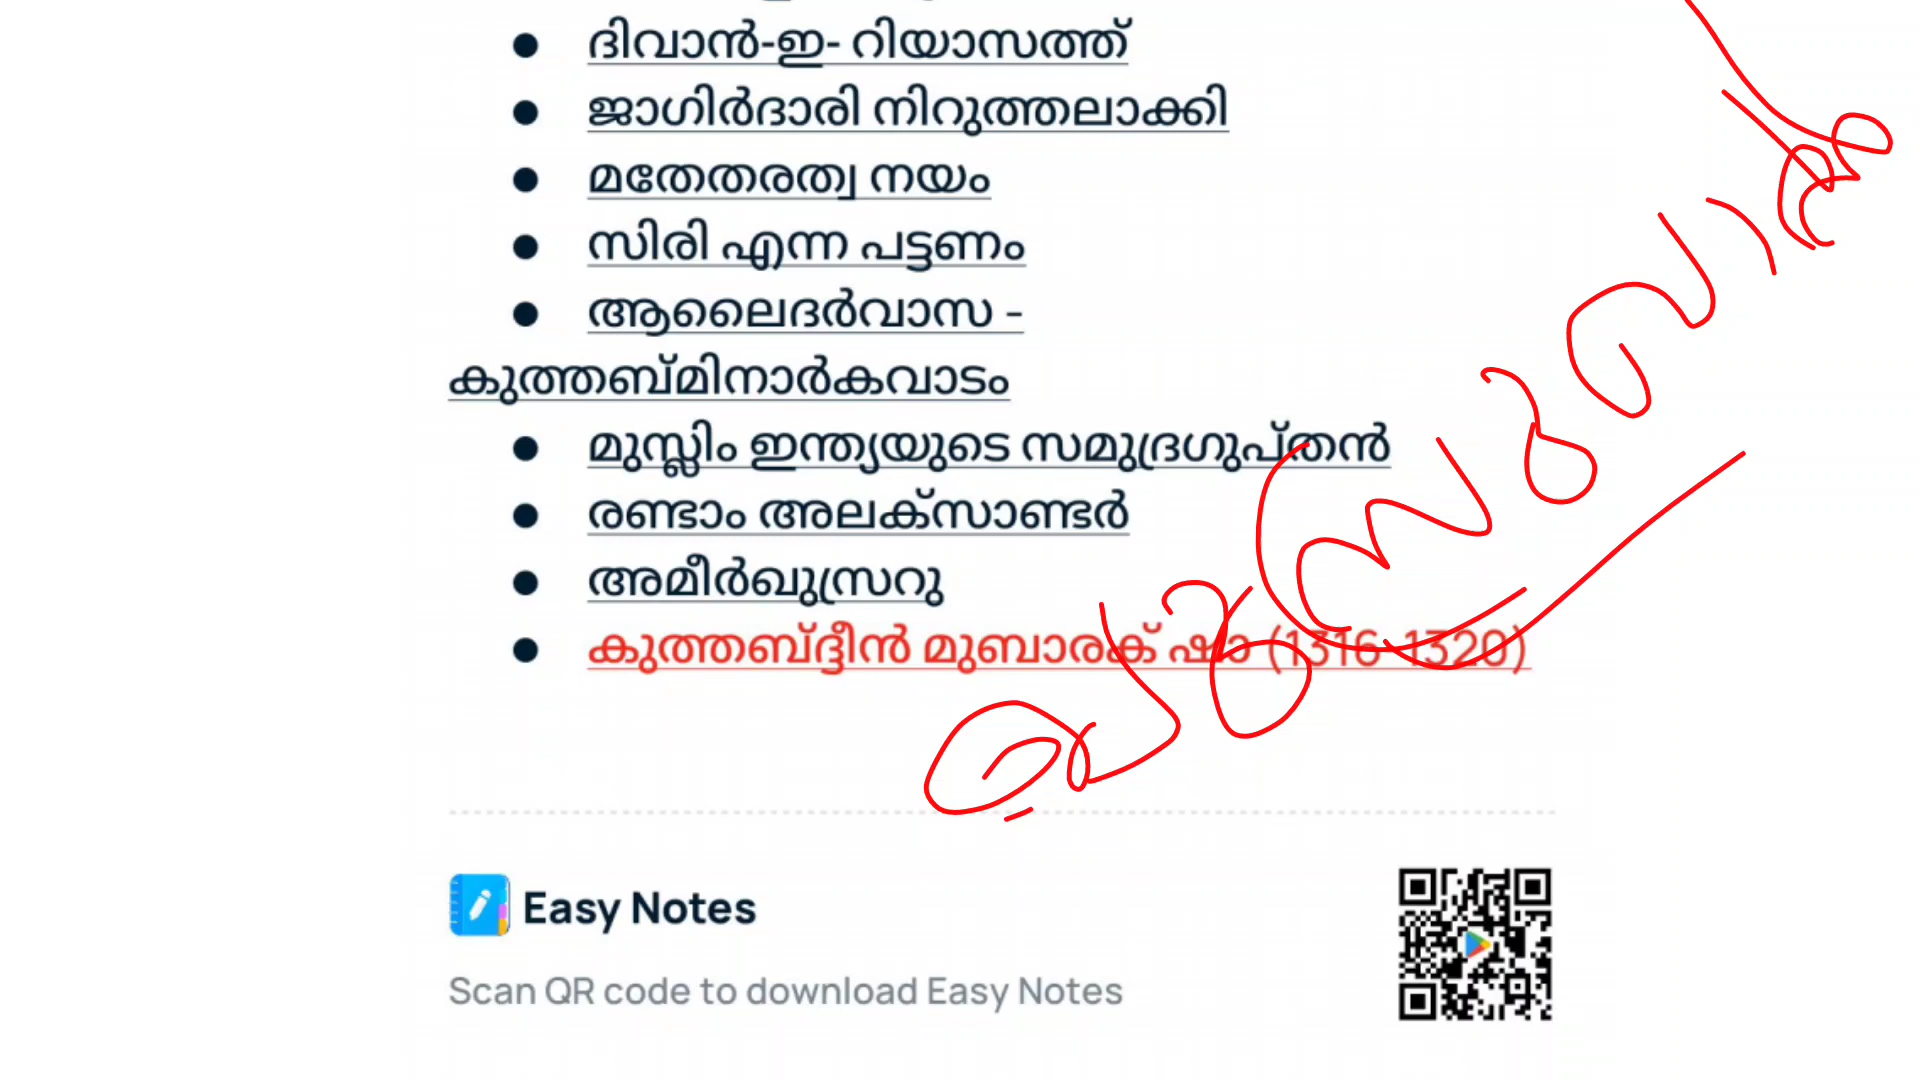 ദിവാൻ-ഇ- റിയാസത്ത്
ജാഗിർദാരി നിറുത്തലാക്കി
മതേതരത്വ നയം
സിരി എന്ന പട്ടണം
ആലൈദർവാസ -
കുത്തബ്മിനാർകവാടം
മുസ്ലിം ഇന്ത്യയുടെ സമുദ്രഗുപ്തൻ
രണ്ടാം അലക്സാണ്ടർ
അമീർഖുസ്രറു
കുത്തബ്ദ്ദീൻ മുബാരക് ഷാ (1316-1320)
Easy Notes
Scan QR code to download Easy Notes